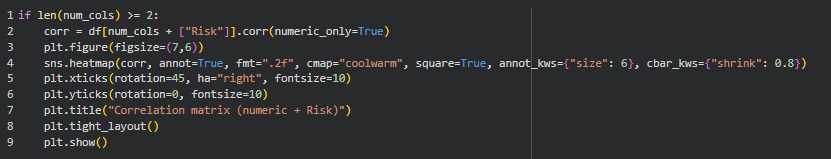 1 if len(num_cols) >= 2:
2     corr = df[num_cols + ["Risk"]].corr(numeric_only=True)
3     plt.figure(figsize=(7,6))
4     sns.heatmap(corr, annot=True, fmt=".2f", cmap="coolwarm", square=True, annot_kws={"size": 6}, cbar_kws={"shrink": 0.8})
5     plt.xticks(rotation=45, ha="right", fontsize=10)
6     plt.yticks(rotation=0, fontsize=10)
7     plt.title("Correlation matrix (numeric + Risk)")
8     plt.tight_layout()
9     plt.show()